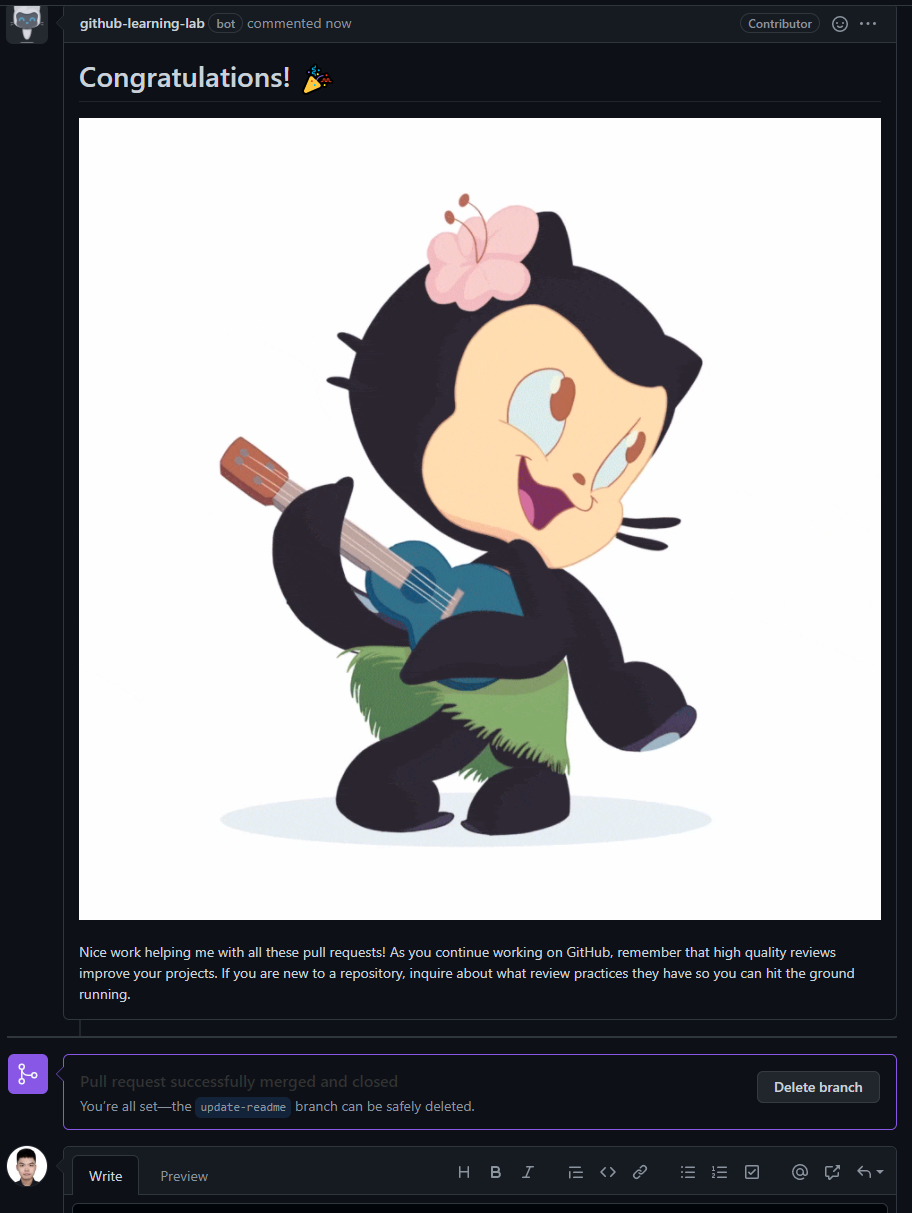 github-learning-lab bot commented now Contributor
Congratulations! 🎉
Nice work helping me with all these pull requests! As you continue working on GitHub, remember that high quality reviews
improve your projects. If you are new to a repository, inquire about what review practices they have so you can hit the ground
running.
Pull request successfully merged and closed
You’re all set—the update-readme branch can be safely deleted.
Delete branch
Write Preview